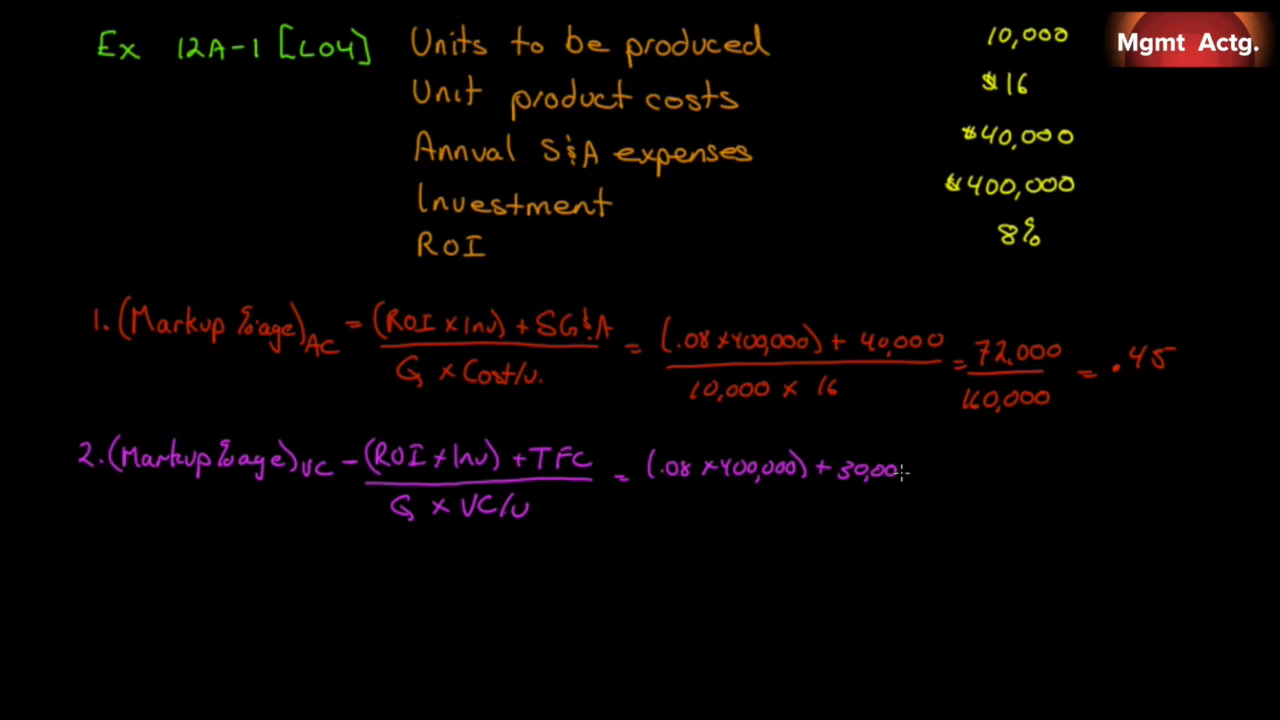 Ex 12A-1 [LO4] Units to be produced 10,000
Mgmt Actg.
Unit product costs $16
Annual S&A expenses $40,000
Investment $400,000
ROI 8%
1. (Markup %age)AC = (ROI × Inv) + SG&A / Q × Cost/u. = (.08 × 400,000) + 40,000 / 10,000 × 16 = 72,000 / 160,000 = .45
2. (Markup %age)VC - (ROI × Inv) + TFC / Q × VC/u = (.08 × 400,000) + 30,00